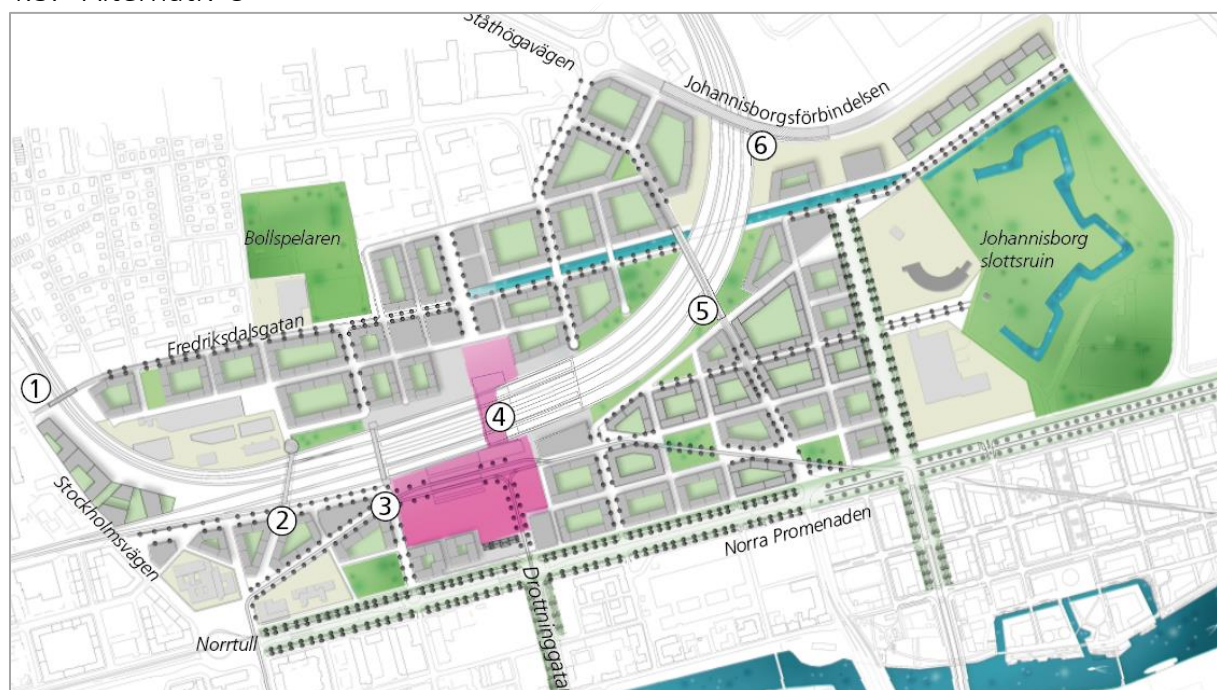 Ståthögavägen
Johannisborgsförbindelsen
6
Bollspelaren
Johannisborg
slottsruin
5
Fredriksdalsgatan
1
4
Stockholmsvägen
2
3
Norra Promenaden
Drottninggatan
Norrtull